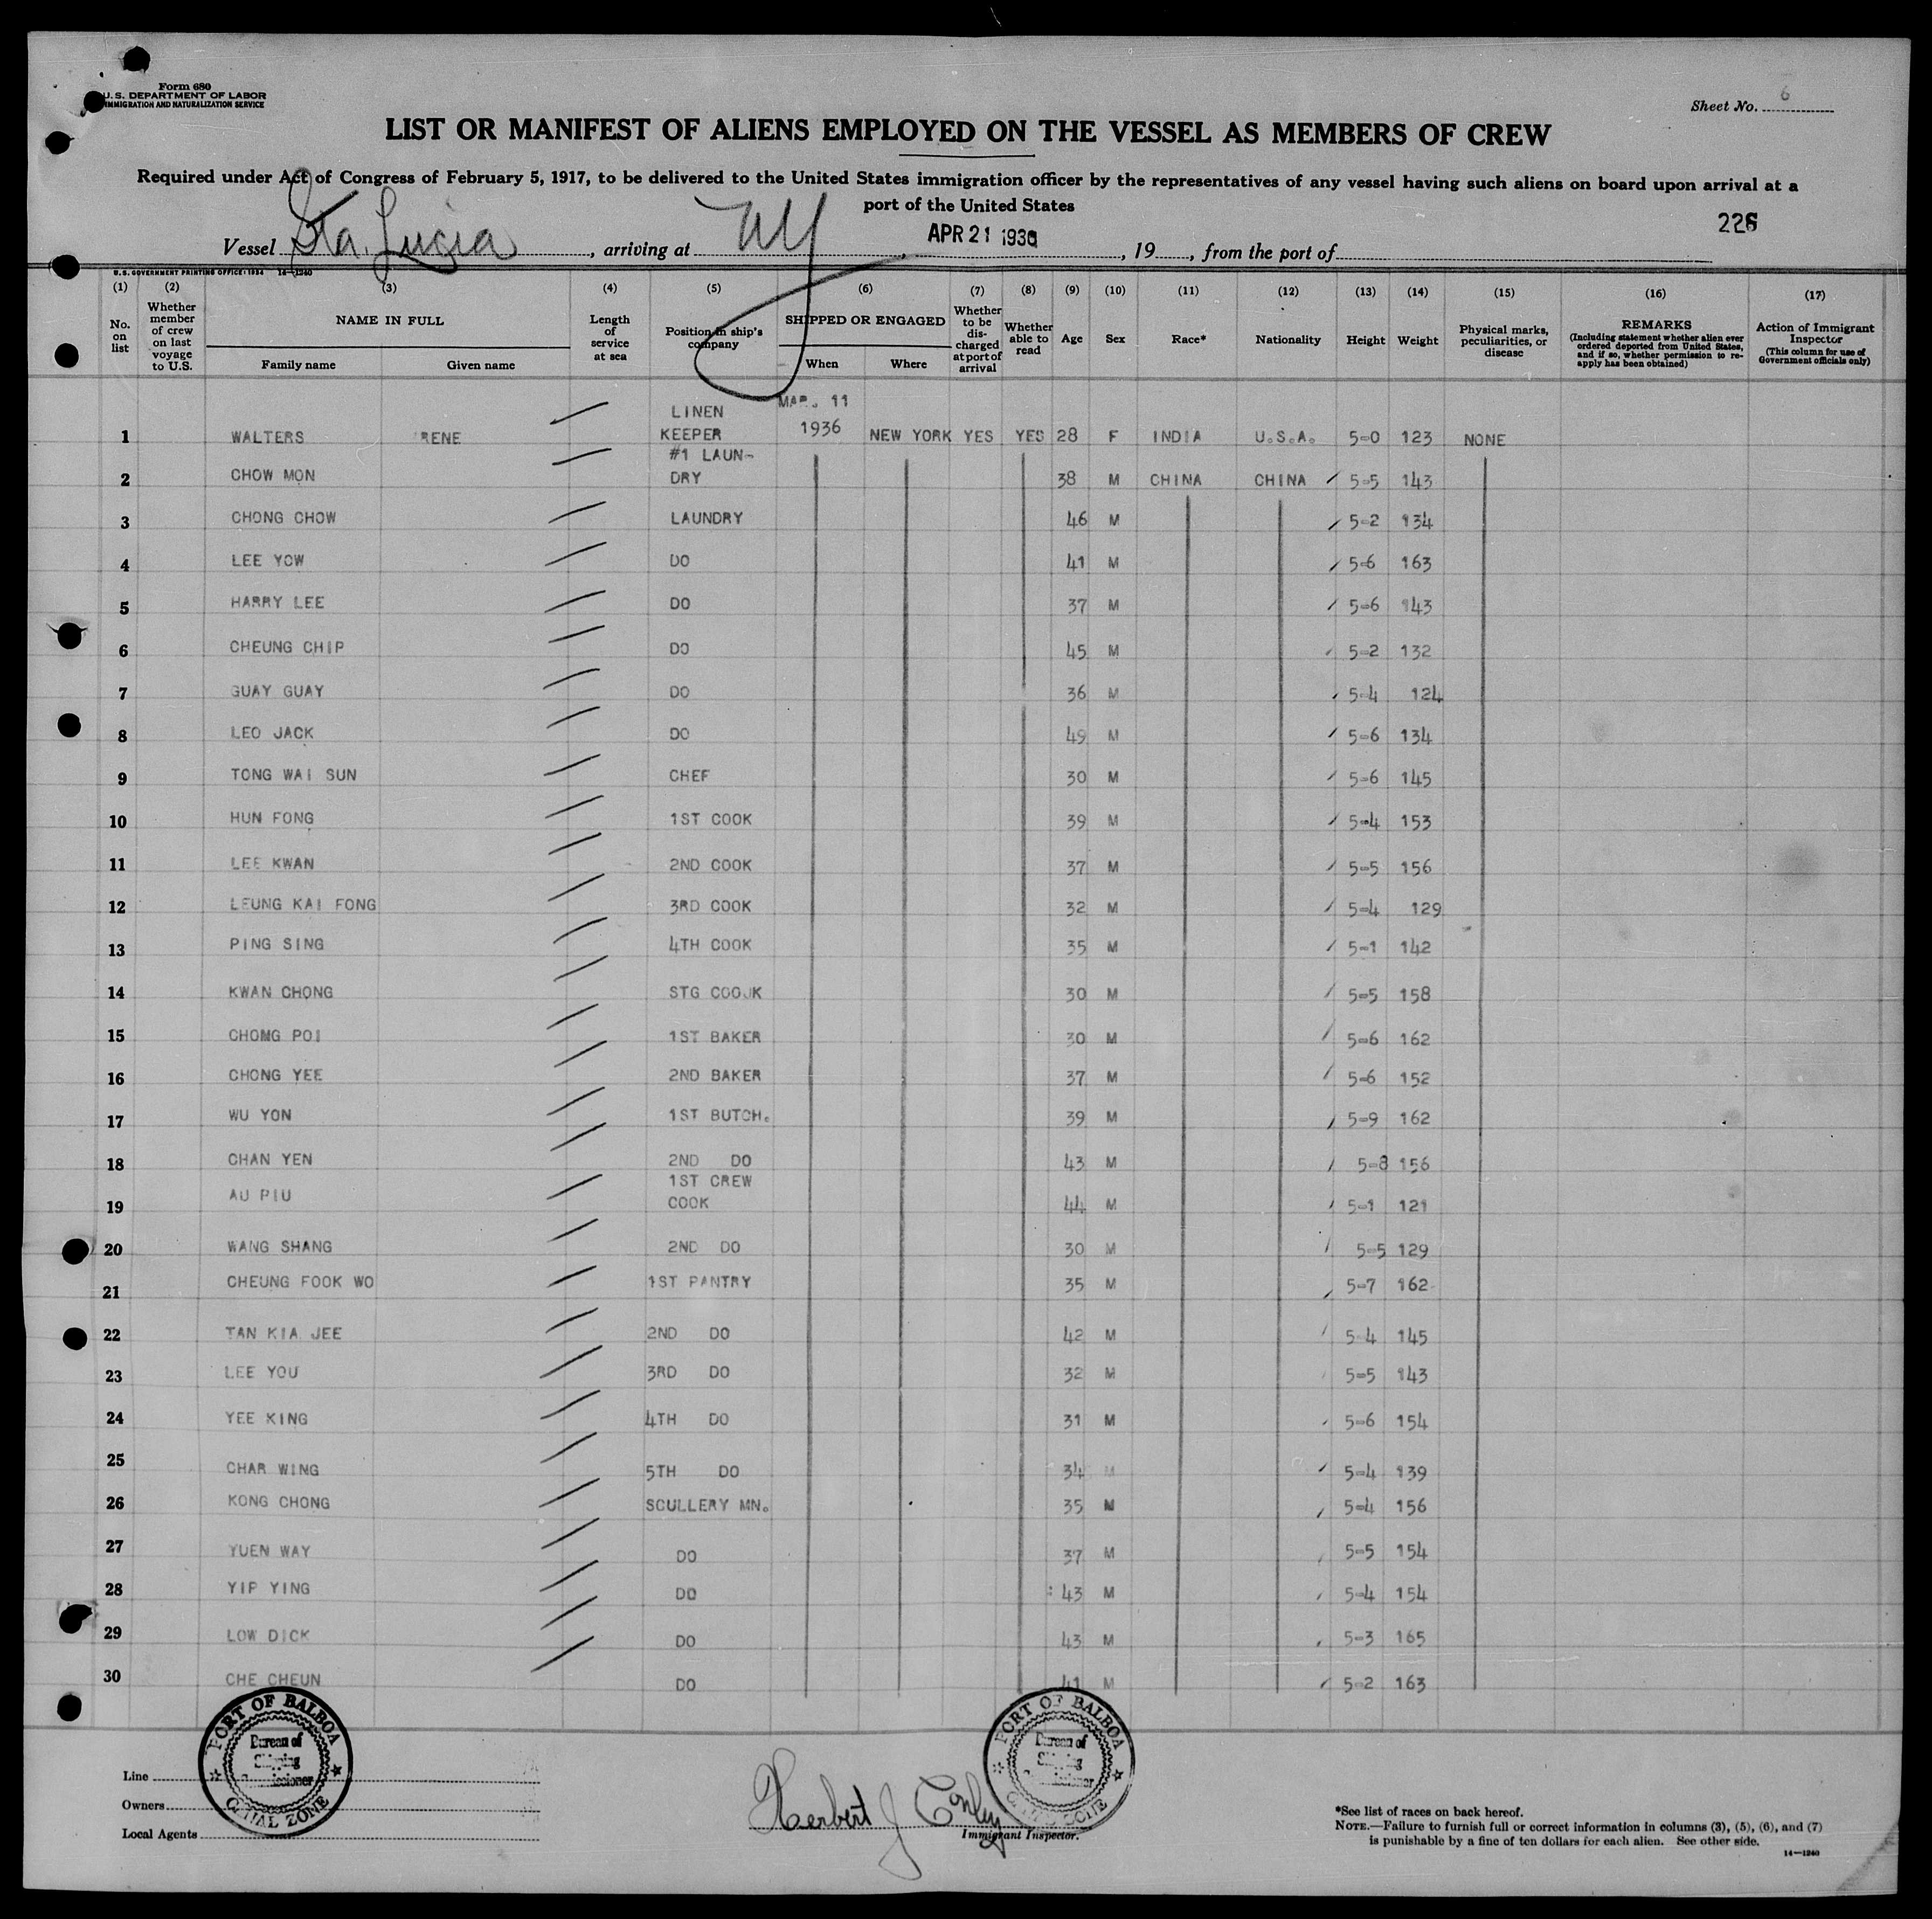 Form 680
U. S. DEPARTMENT OF LABOR
IMMIGRATION AND NATURALIZATION SERVICE
Sheet No. 6
LIST OR MANIFEST OF ALIENS EMPLOYED ON THE VESSEL AS MEMBERS OF CREW
Required under Act of Congress of February 5, 1917, to be delivered to the United States immigration officer by the representatives of any vessel having such aliens on board upon arrival at a
port of the United States
226
Vessel Sta. Lucia, arriving at NY, APR 21 193, 19, from the port of
U. S. GOVERNMENT PRINTING OFFICE: 1934 14—1240
(1) (2) (3) (4) (5) (6) (7) (8) (9) (10) (11) (12) (13) (14) (15) (16) (17)
No. on list
Whether member of crew on last voyage to U.S.
NAME IN FULL
Family name Given name
Length of service at sea
Position in ship's company
SHIPPED OR ENGAGED
When Where
Whether to be discharged at port of arrival
Whether able to read
Age Sex Race* Nationality Height Weight
Physical marks, peculiarities, or disease
REMARKS
(Including statement whether alien ever ordered deported from United States, and if so, whether permission to re-apply has been obtained)
Action of Immigrant Inspector
(This column for use of Government officials only)
1 WALTERS IRENE LINEN KEEPER MAR. 11 1936 NEW YORK YES YES 28 F INDIA U.S.A. 5-0 123 NONE
2 CHOW MON #1 LAUN-DRY 38 M CHINA CHINA 5-5 143
3 CHONG CHOW LAUNDRY 46 M 5-2 134
4 LEE YOW DO 41 M 5-6 163
5 HARRY LEE DO 37 M 5-6 143
6 CHEUNG CHIP DO 45 M 5-2 132
7 GUAY GUAY DO 36 M 5-4 124
8 LEO JACK DO 49 M 5-6 134
9 TONG WAI SUN CHEF 30 M 5-6 145
10 HUN FONG 1ST COOK 39 M 5-4 153
11 LEE KWAN 2ND COOK 37 M 5-5 156
12 LEUNG KAI FONG 3RD COOK 32 M 5-4 129
13 PING SING 4TH COOK 35 M 5-1 142
14 KWAN CHONG STG COOJK 30 M 5-5 158
15 CHOMG POI 1ST BAKER 30 M 5-6 162
16 CHONG YEE 2ND BAKER 37 M 5-6 152
17 WU YON 1ST BUTCH. 39 M 5-9 162
18 CHAN YEN 2ND DO 43 M 5-8 156
19 AU PIU 1ST CREW COOK 44 M 5-1 121
20 WANG SHANG 2ND DO 30 M 5-5 129
21 CHEUNG FOOK WO 1ST PANTRY 35 M 5-7 162
22 TAN KIA JEE 2ND DO 42 M 5-4 145
23 LEE YOU 3RD DO 32 M 5-5 143
24 YEE KING 4TH DO 31 M 5-6 154
25 CHAR WING 5TH DO 34 M 5-4 139
26 KONG CHONG SCULLERY MN. 35 M 5-4 156
27 YUEN WAY DO 37 M 5-5 154
28 YIP YING DO 43 M 5-4 154
29 LOW DICK DO 43 M 5-3 165
30 CHE CHEUN DO 41 M 5-2 163
PORT OF BALBOA
Bureau of
Shipping
Commissioner
CANAL ZONE
PORT OF BALBOA
Bureau of
Shipping
Commissioner
CANAL ZONE
Line
Owners
Local Agents
Herbert J Conley
Immigrant Inspector.
*See list of races on back hereof.
NOTE.—Failure to furnish full or correct information in columns (3), (5), (6), and (7)
is punishable by a fine of ten dollars for each alien. See other side.
14—1240